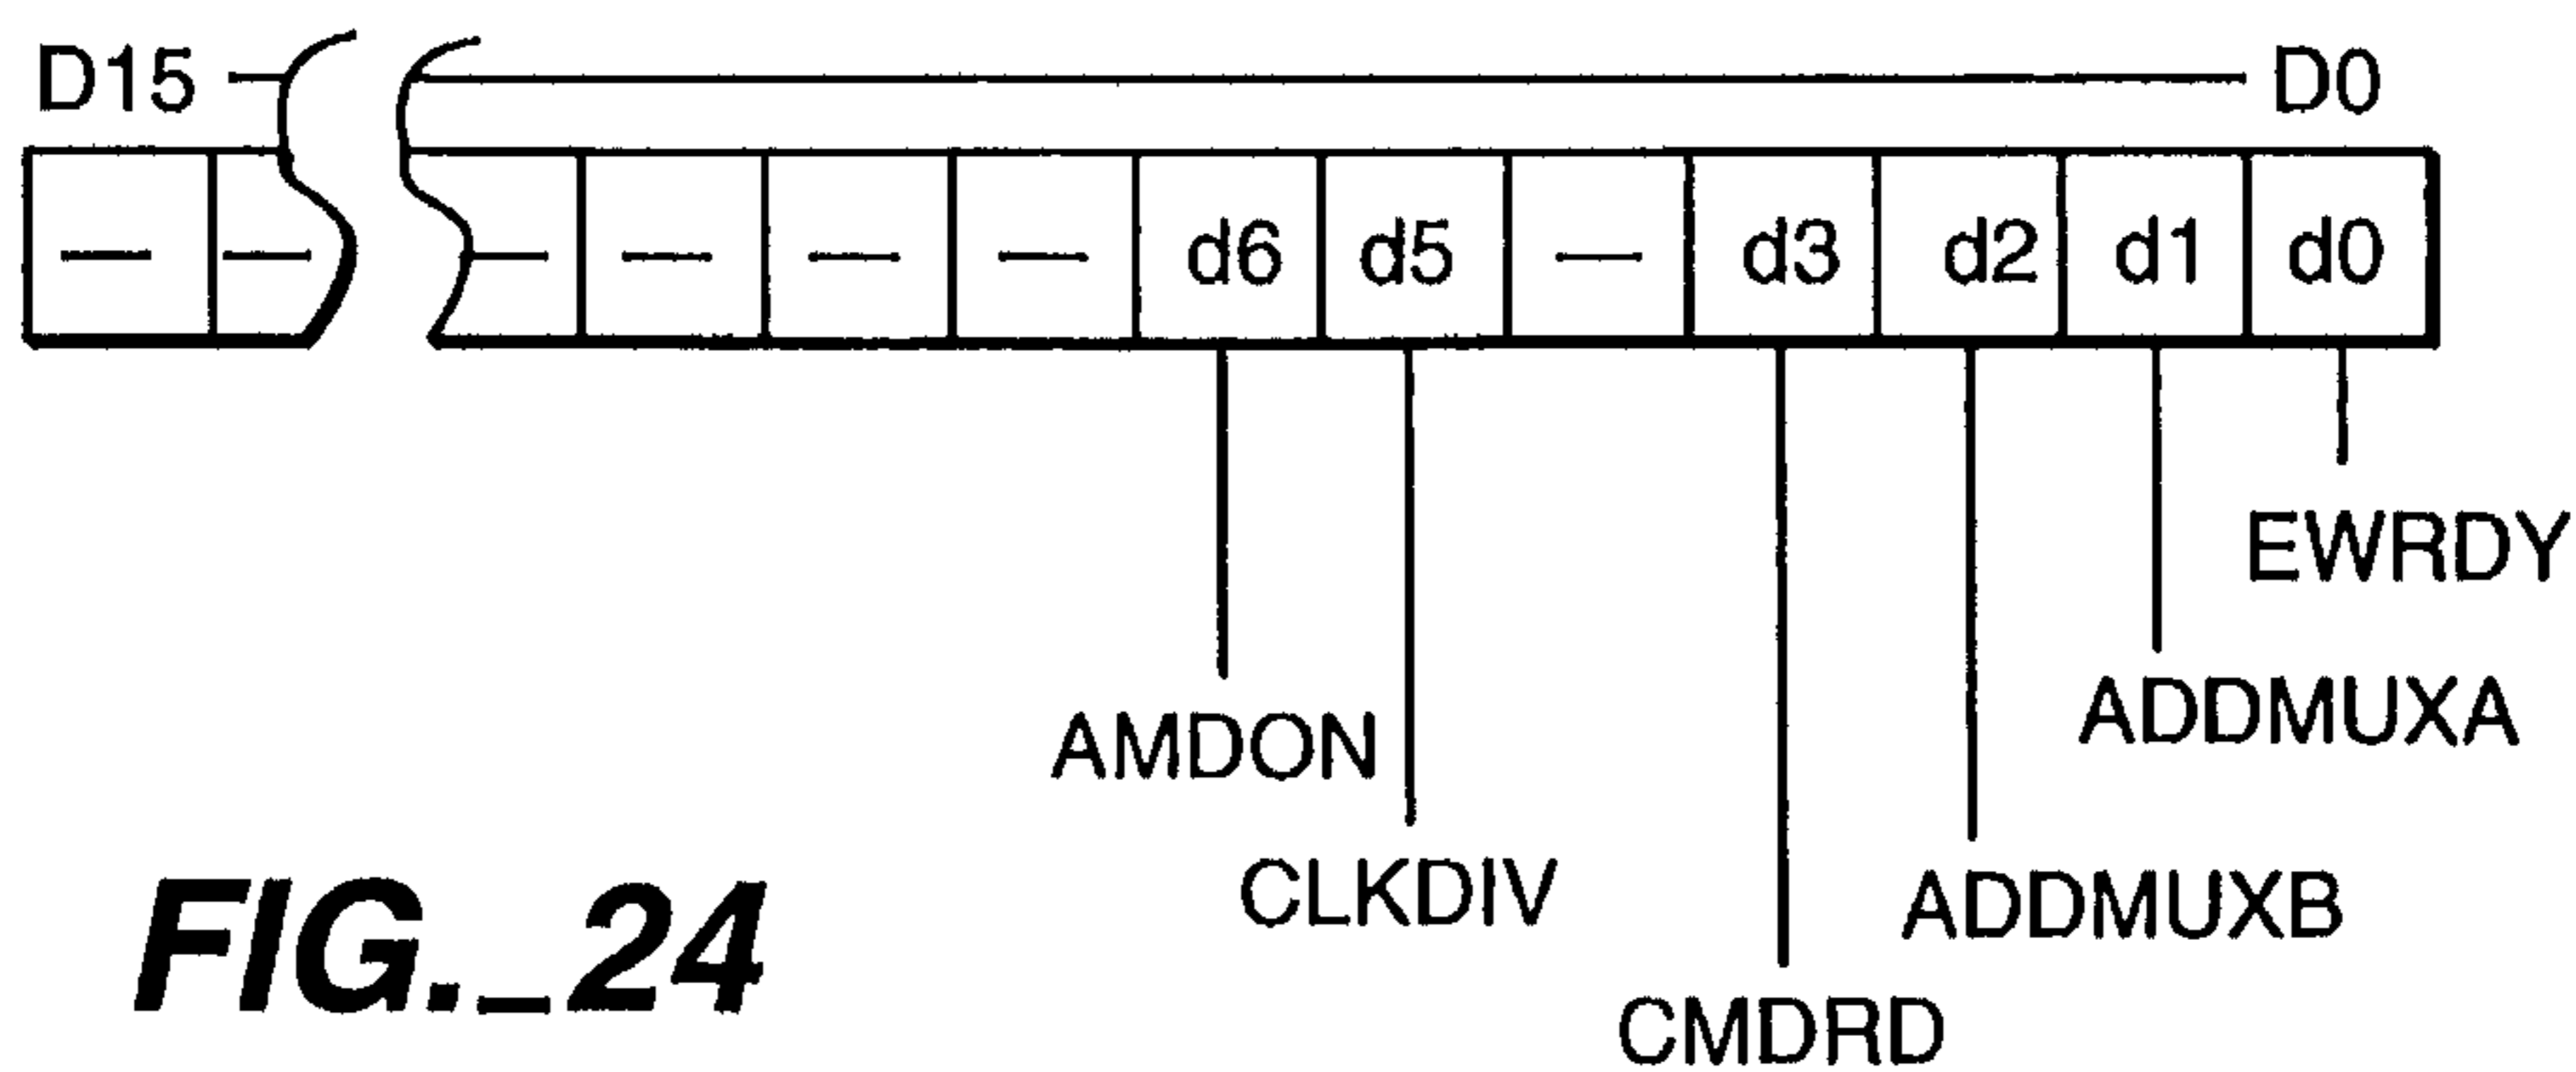 D15 D0
— — — — — — d6 d5 — d3 d2 d1 d0
EWRDY
ADDMUXA
AMDON
CLKDIV
ADDMUXB
CMDRD
FIG._24